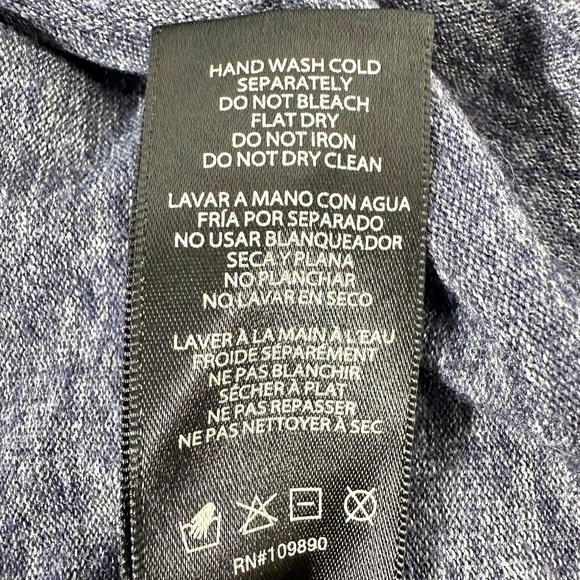 HAND WASH COLD
SEPARATELY
DO NOT BLEACH
FLAT DRY
DO NOT IRON
DO NOT DRY CLEAN
LAVAR A MANO CON AGUA
FRÍA POR SEPARADO
NO USAR BLANQUEADOR
SECA Y PLANA
NO PLANCHAR
NO LAVAR EN SECO
LAVER À LA MAIN À L'EAU
FROIDE SÉPARÉMENT
NE PAS BLANCHIR
SÉCHER À PLAT
NE PAS REPASSER
NE PAS NETTOYER À SEC
RN#109890